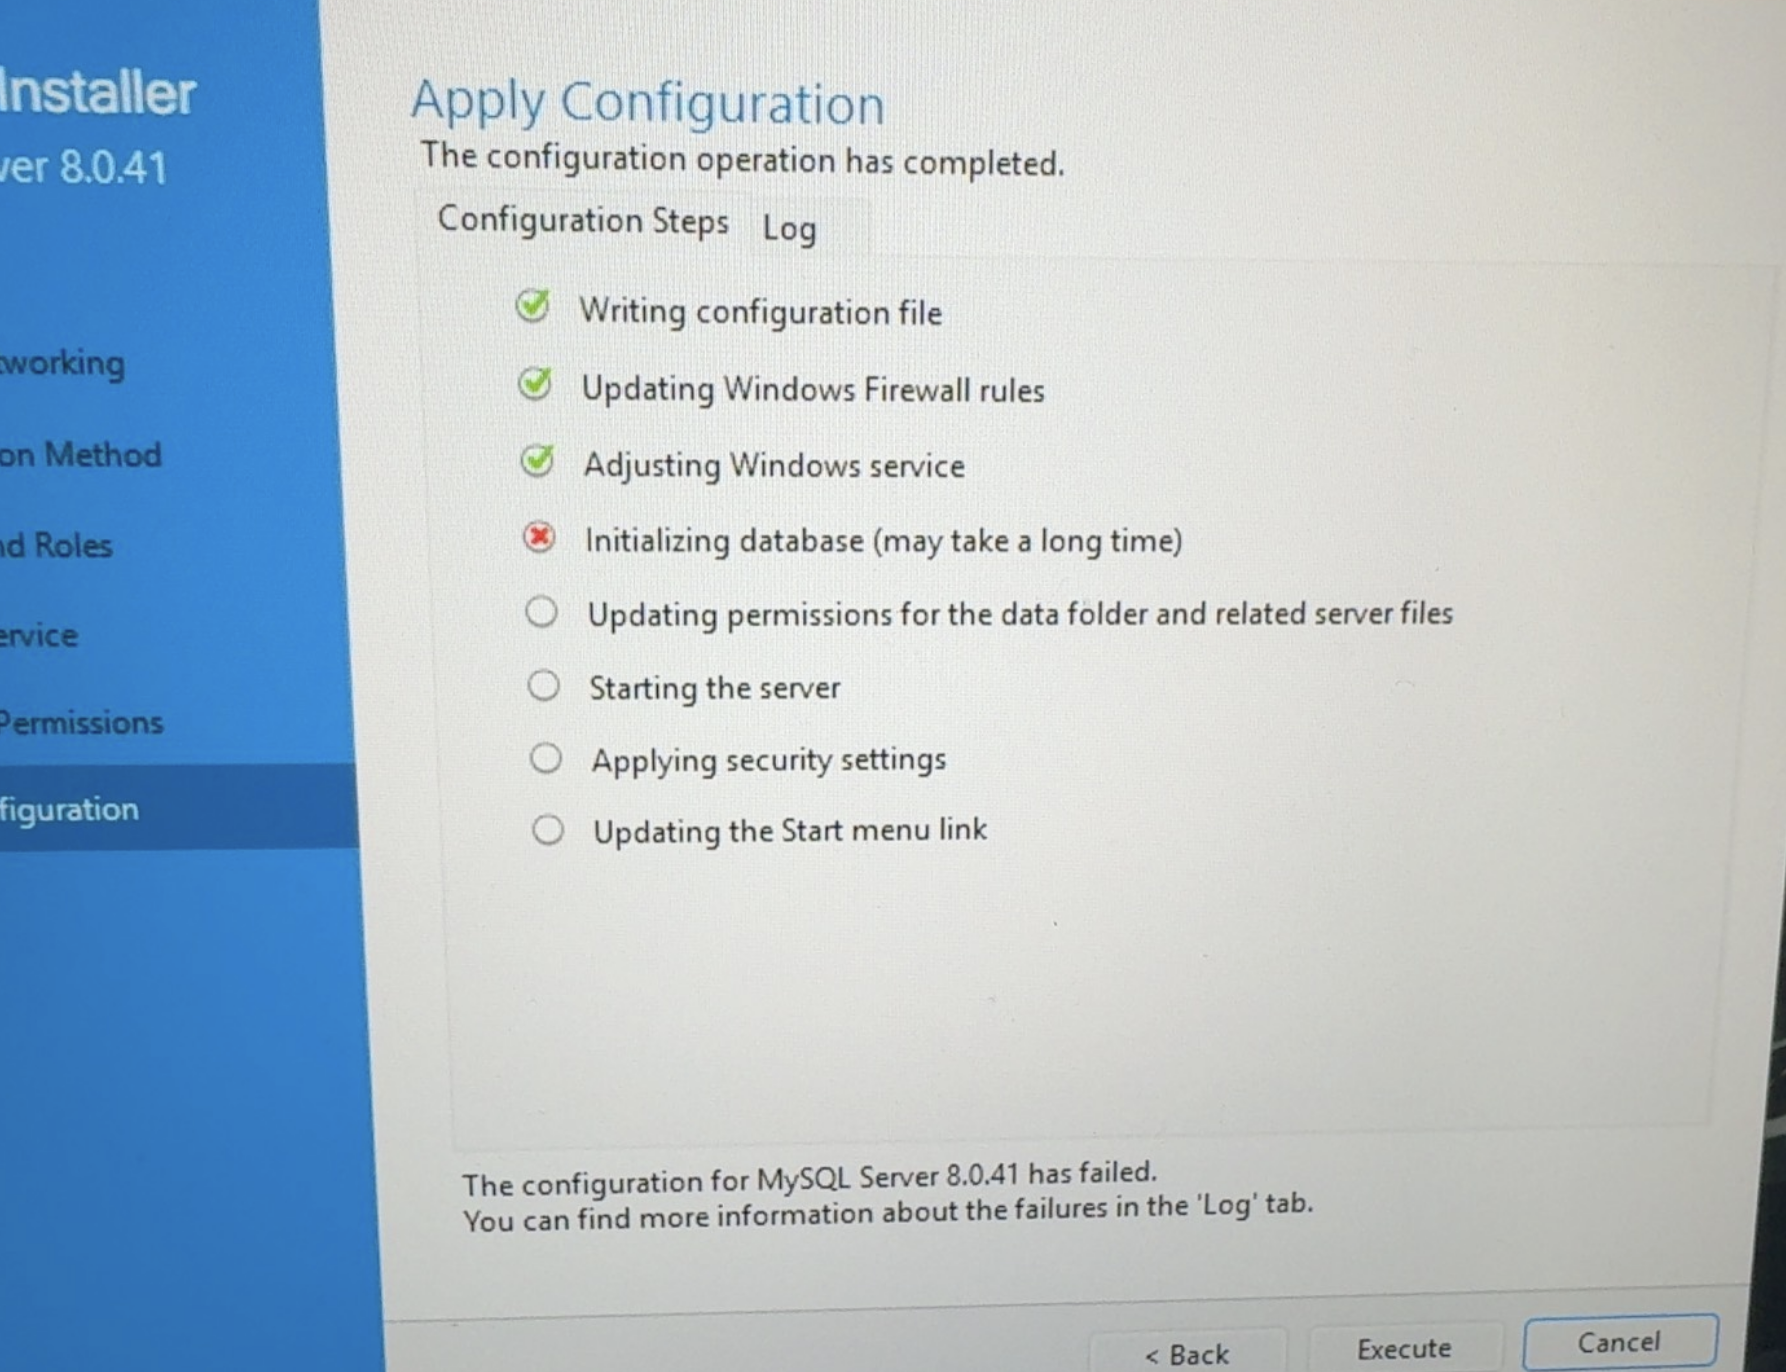 Installer
ver 8.0.41
working
on Method
nd Roles
ervice
Permissions
figuration
Apply Configuration
The configuration operation has completed.
Configuration Steps Log
Writing configuration file
Updating Windows Firewall rules
Adjusting Windows service
Initializing database (may take a long time)
Updating permissions for the data folder and related server files
Starting the server
Applying security settings
Updating the Start menu link
The configuration for MySQL Server 8.0.41 has failed.
You can find more information about the failures in the 'Log' tab.
< Back Execute Cancel